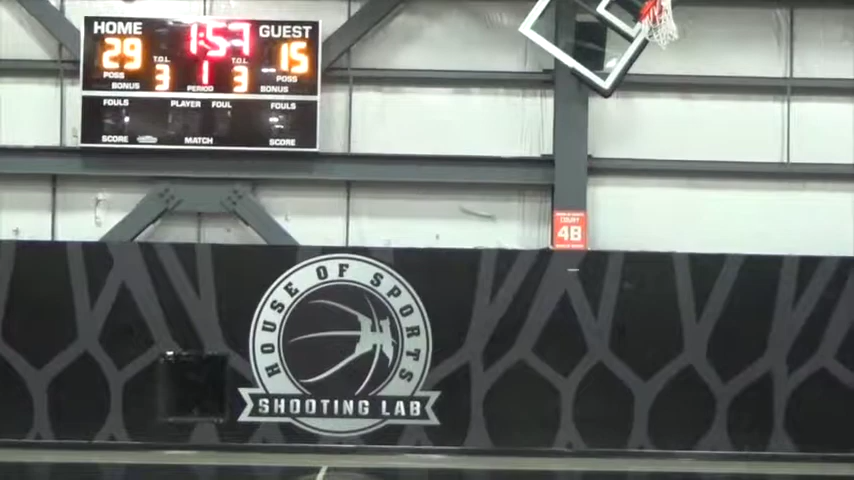 HOME 1:57 GUEST
29 15
T.O.L. T.O.L.
POSS 3 1 3 POSS
BONUS PERIOD BONUS
FOULS PLAYER FOUL FOULS
SCORE MATCH SCORE
COURT
4B
HOUSE OF SPORTS
H
SHOOTING LAB